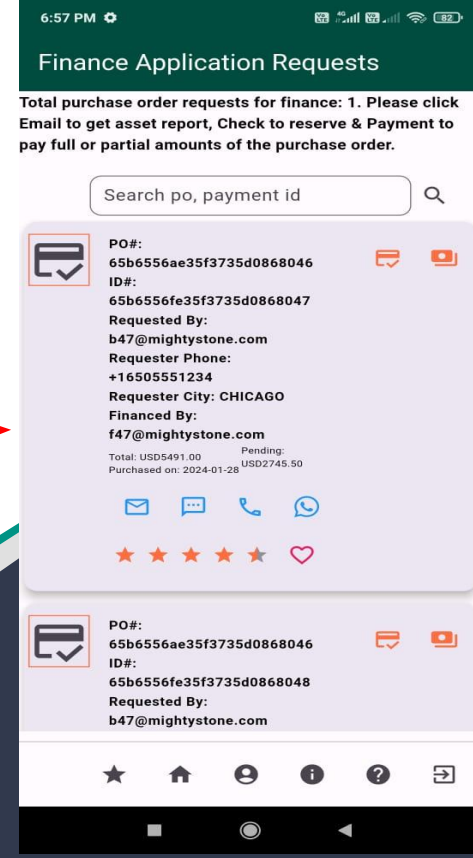 6:57 PM
4G
82
Finance Application Requests
Total purchase order requests for finance: 1. Please click
Email to get asset report, Check to reserve & Payment to
pay full or partial amounts of the purchase order.
Search po, payment id
PO#:
65b6556ae35f3735d0868046
ID#:
65b6556fe35f3735d0868047
Requested By:
b47@mightystone.com
Requester Phone:
+16505551234
Requester City: CHICAGO
Financed By:
f47@mightystone.com
Total: USD5491.00
Purchased on: 2024-01-28
Pending:
USD2745.50
PO#:
65b6556ae35f3735d0868046
ID#:
65b6556fe35f3735d0868048
Requested By:
b47@mightystone.com